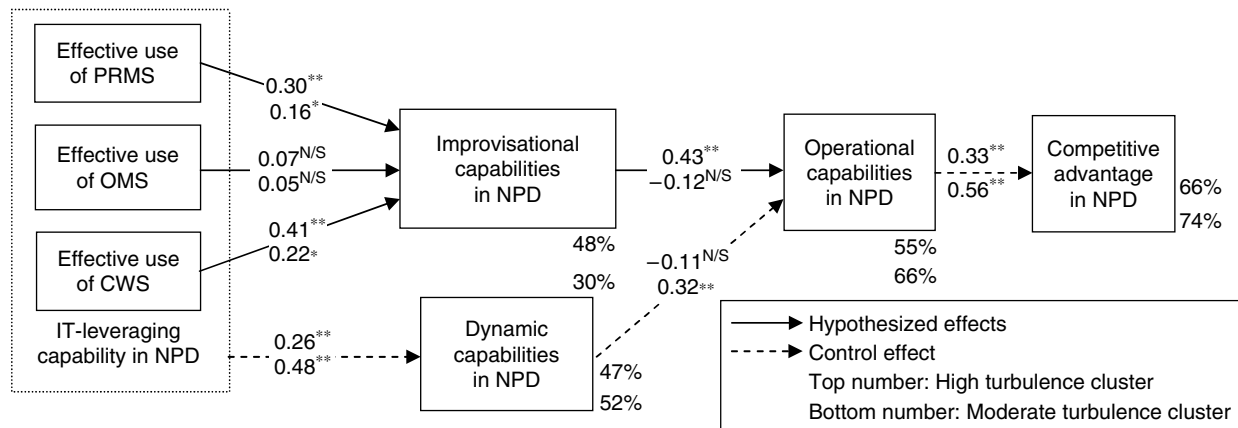 Effective use
of PRMS
0.30**
0.16*
Effective use
of OMS
0.07N/S
0.05N/S
Effective use
of CWS
0.41**
0.22*
IT-leveraging
capability in NPD
0.26**
0.48**
Improvisational
capabilities
in NPD
48%
30%
Dynamic
capabilities
in NPD
47%
52%
0.43**
−0.12N/S
−0.11N/S
0.32**
Operational
capabilities
in NPD
55%
66%
0.33**
0.56**
Competitive
advantage
in NPD
66%
74%
Hypothesized effects
Control effect
Top number: High turbulence cluster
Bottom number: Moderate turbulence cluster